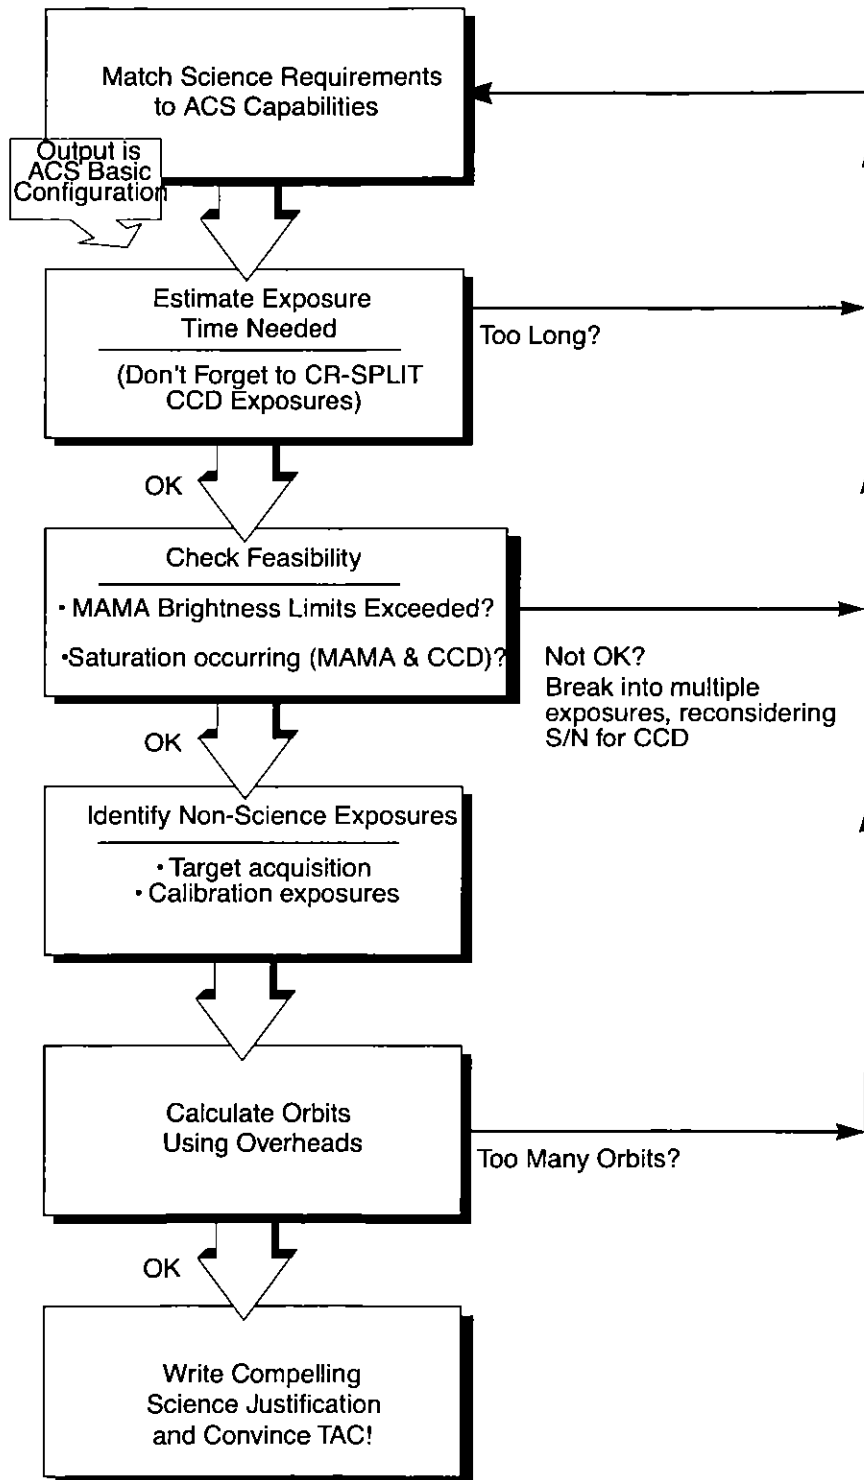 Match Science Requirements
to ACS Capabilities
Output is
ACS Basic
Configuration
Estimate Exposure
Time Needed
(Don't Forget to CR-SPLIT
CCD Exposures)
Too Long?
OK
Check Feasibility
• MAMA Brightness Limits Exceeded?
•Saturation occurring (MAMA & CCD)?
Not OK?
Break into multiple
exposures, reconsidering
S/N for CCD
OK
Identify Non-Science Exposures
• Target acquisition
• Calibration exposures
Calculate Orbits
Using Overheads
Too Many Orbits?
OK
Write Compelling
Science Justification
and Convince TAC!